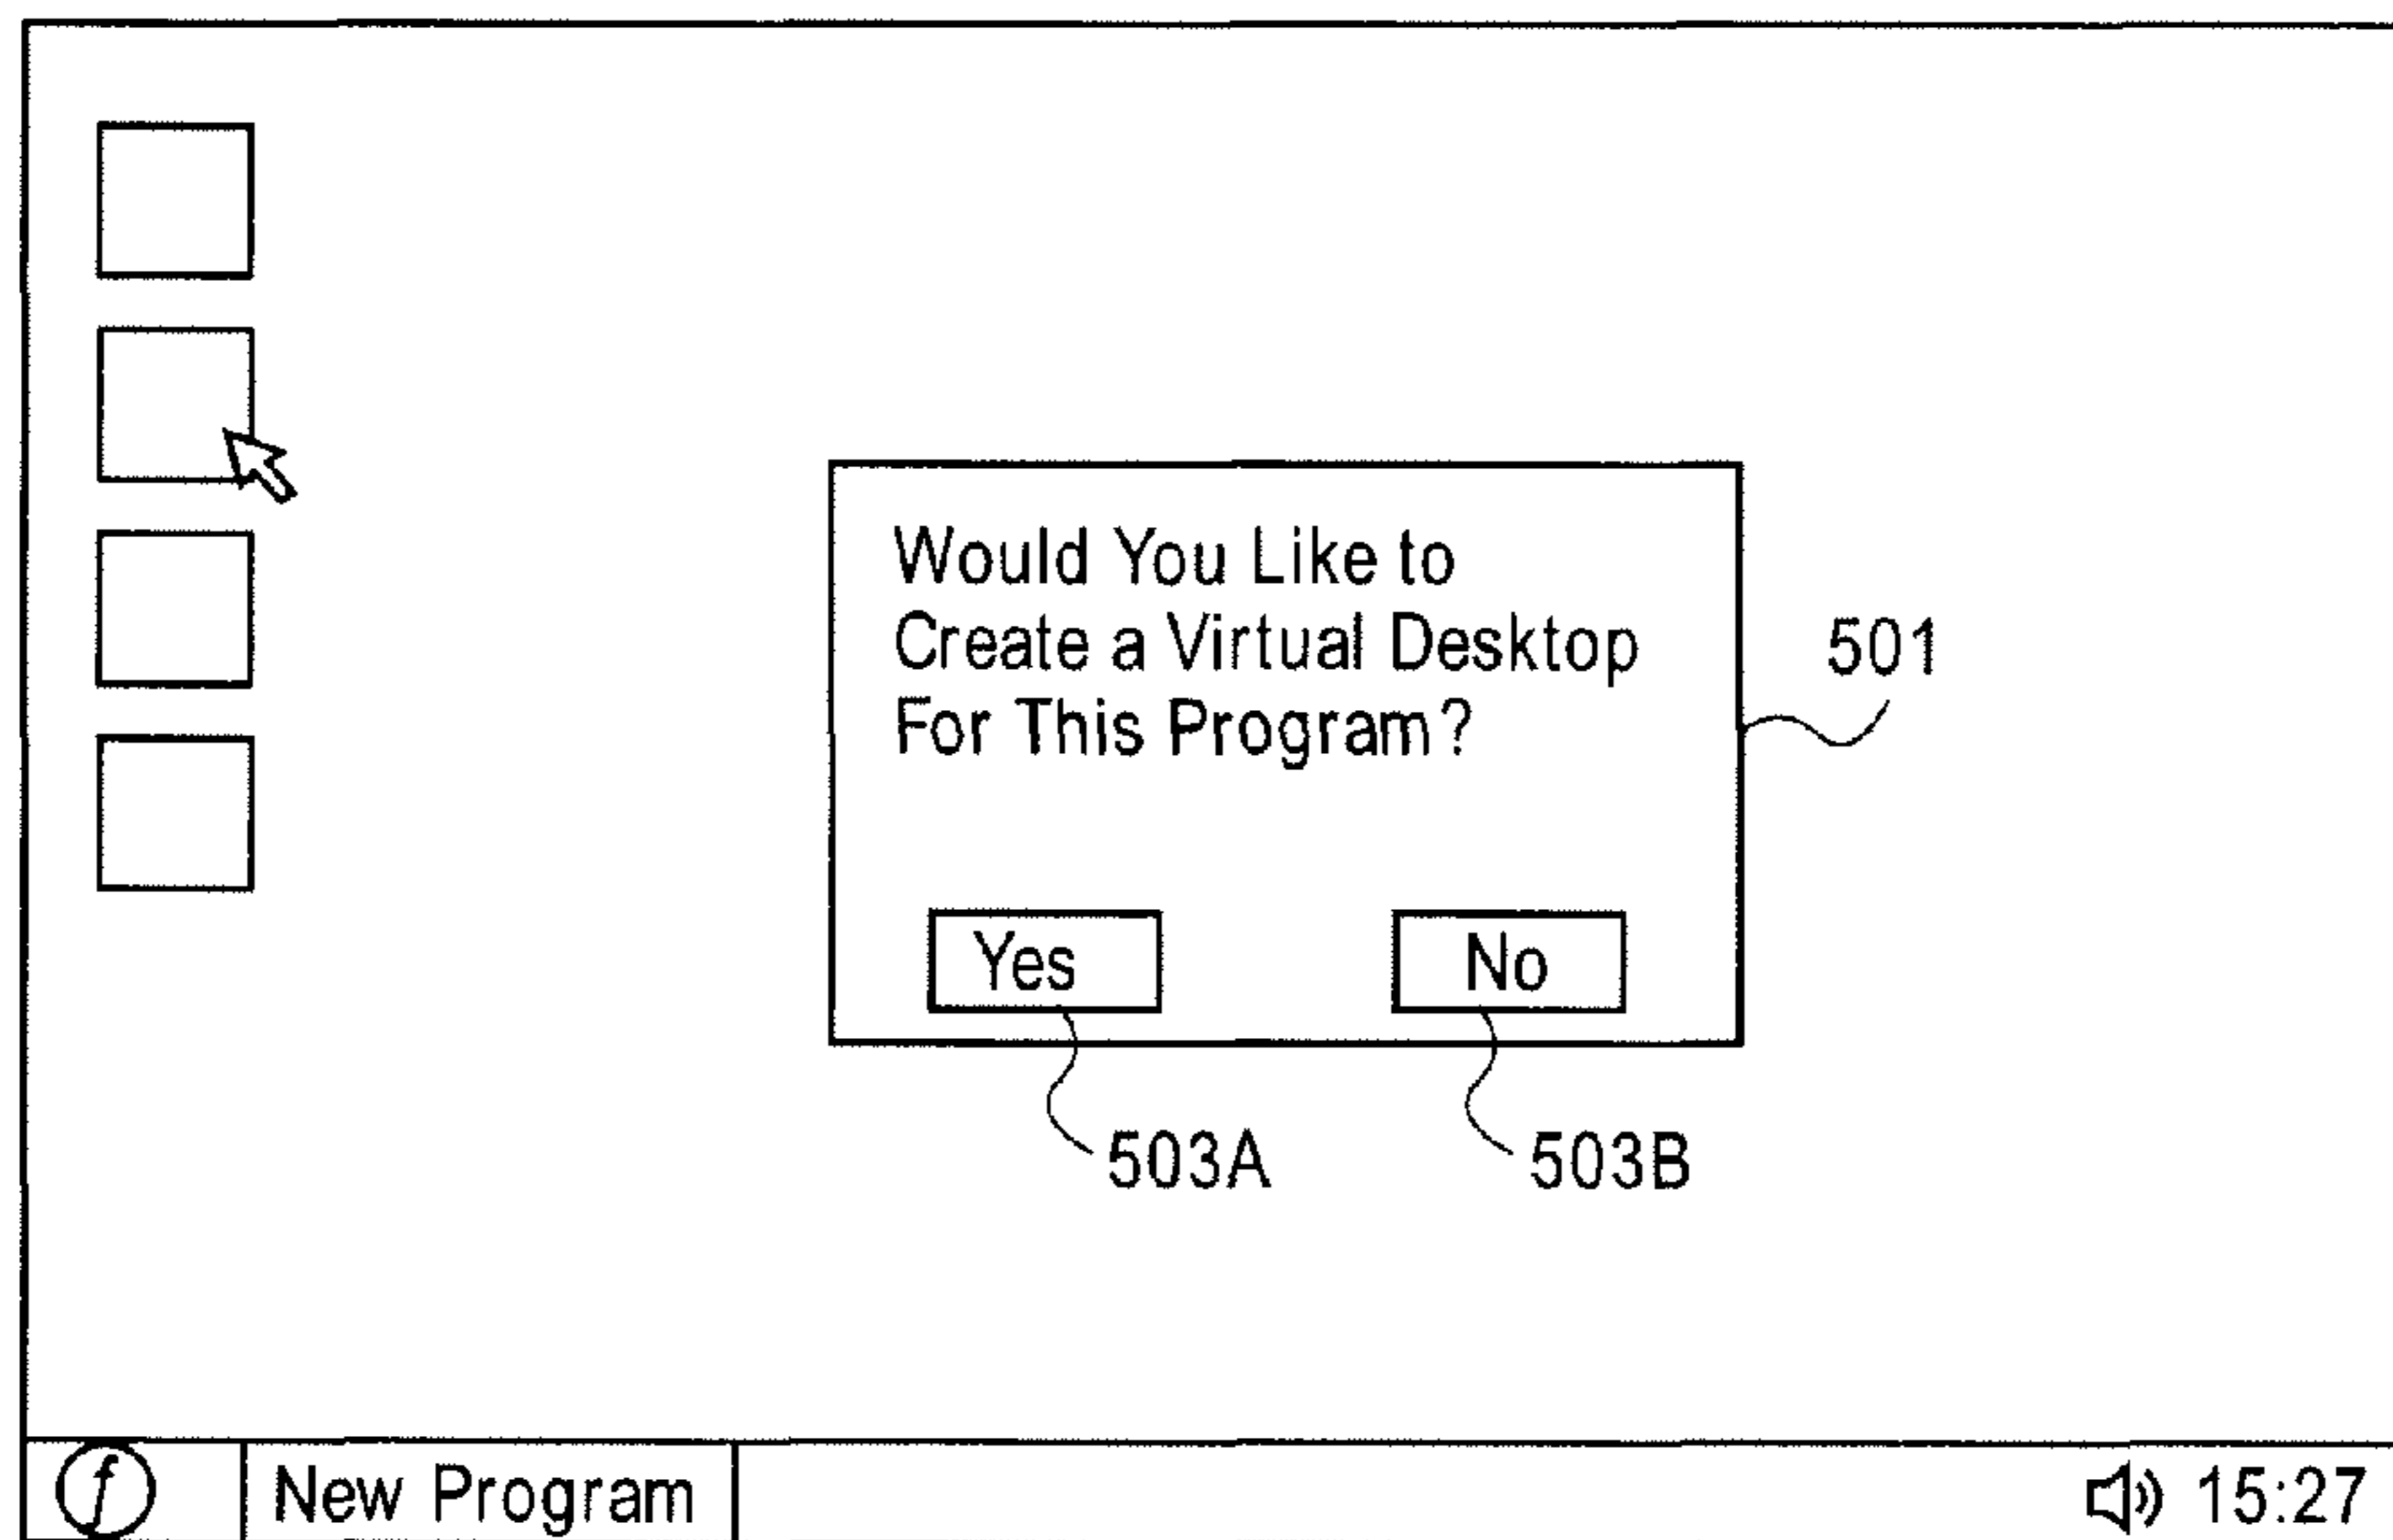 Would You Like to
Create a Virtual Desktop
For This Program?
501
Yes No
503A 503B
f New Program 15:27